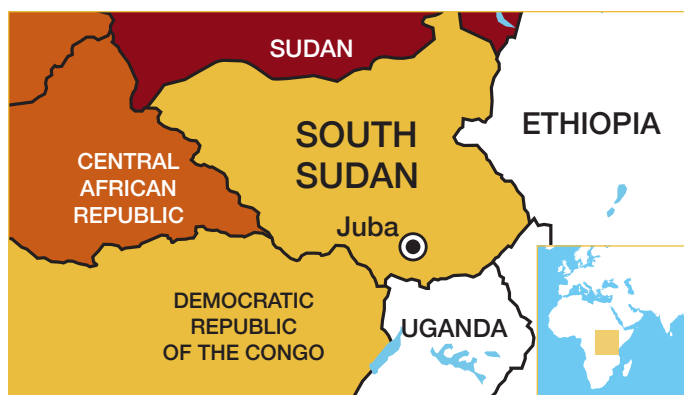 SUDAN
SOUTH
SUDAN
ETHIOPIA
CENTRAL
AFRICAN
REPUBLIC
Juba
DEMOCRATIC
REPUBLIC
OF THE CONGO
UGANDA